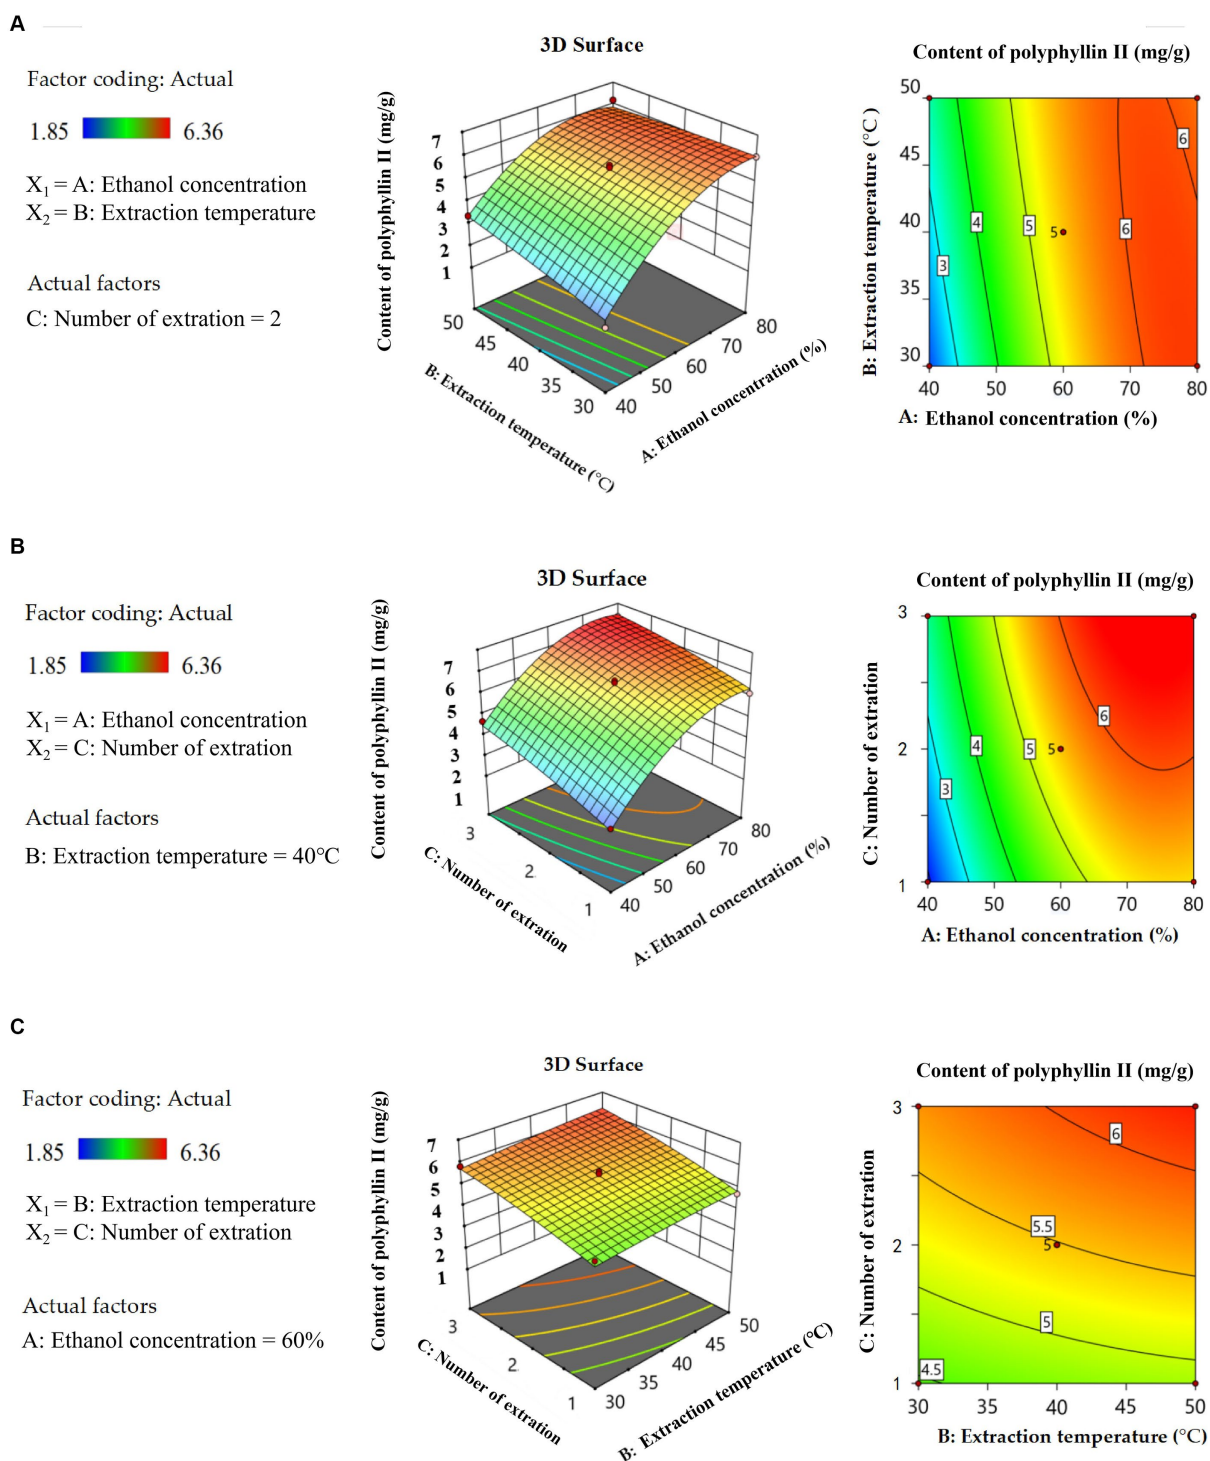 A
Factor coding: Actual
1.85 6.36
X1 = A: Ethanol concentration
X2 = B: Extraction temperature
Actual factors
C: Number of extration = 2
3D Surface
Content of polyphyllin II (mg/g)
7
6
5
4
3
2
1
50
45
40
35
30
B: Extraction temperature (°C)
40
50
60
70
80
A: Ethanol concentration (%)
Content of polyphyllin II (mg/g)
B: Extraction temperature (°C)
50
45
40
35
30
3
4
5
5
6
6
40 50 60 70 80
A: Ethanol concentration (%)
B
Factor coding: Actual
1.85 6.36
X1 = A: Ethanol concentration
X2 = C: Number of extration
Actual factors
B: Extraction temperature = 40°C
3D Surface
Content of polyphyllin II (mg/g)
7
6
5
4
3
2
1
3
2
1
C: Number of extration
40
50
60
70
80
A: Ethanol concentration (%)
Content of polyphyllin II (mg/g)
C: Number of extration
3
2
1
3
4
5
5
6
40 50 60 70 80
A: Ethanol concentration (%)
C
Factor coding: Actual
1.85 6.36
X1 = B: Extraction temperature
X2 = C: Number of extration
Actual factors
A: Ethanol concentration = 60%
3D Surface
Content of polyphyllin II (mg/g)
7
6
5
4
3
2
1
3
2
1
C: Number of extration
30
35
40
45
50
B: Extraction temperature (°C)
Content of polyphyllin II (mg/g)
C: Number of extration
3
2
1
6
5.5
5
5
4.5
30 35 40 45 50
B: Extraction temperature (°C)